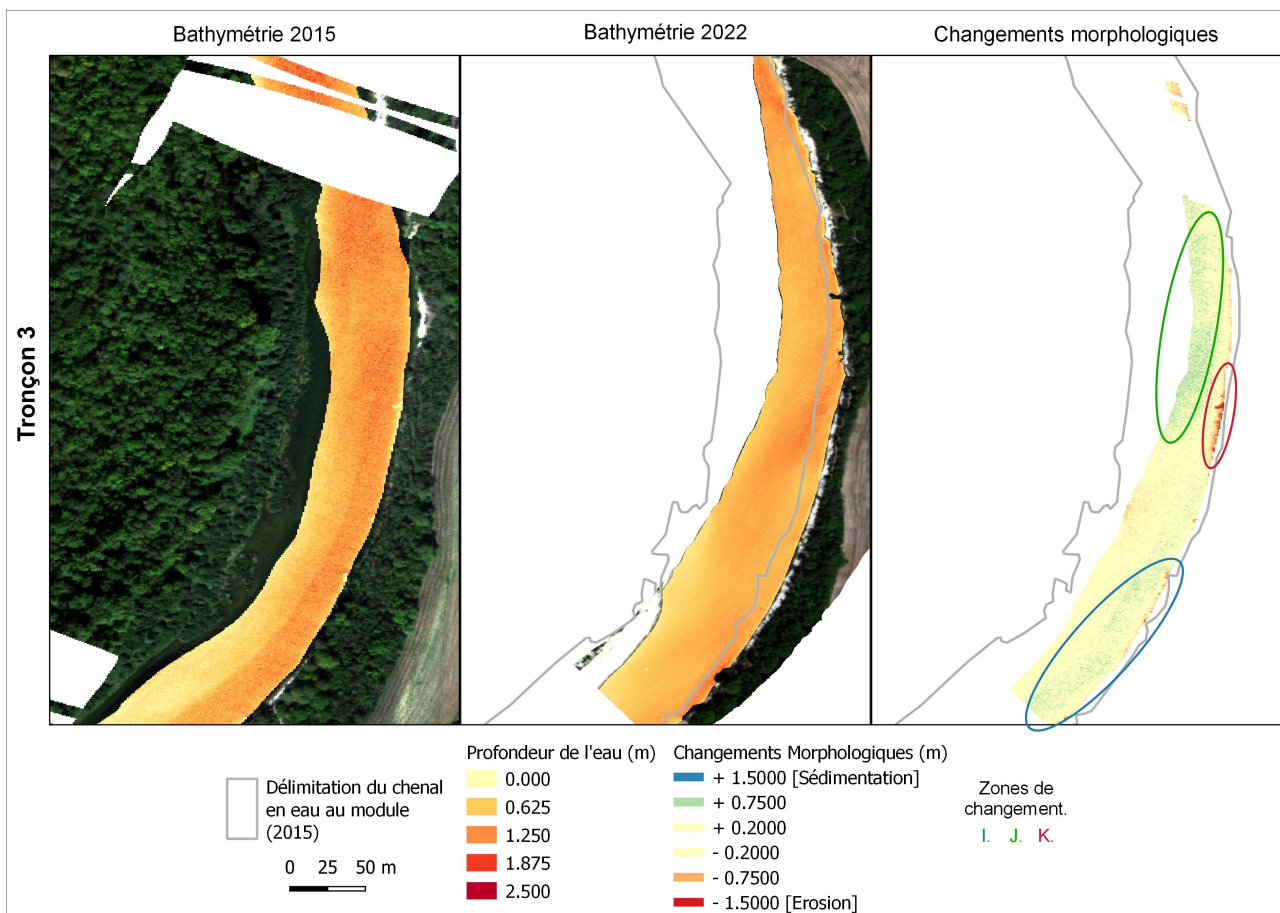 Bathymétrie 2015
Bathymétrie 2022
Changements morphologiques
Tronçon 3
Délimitation du chenal
en eau au module
(2015)
0 25 50 m
Profondeur de l'eau (m)
0.000
0.625
1.250
1.875
2.500
Changements Morphologiques (m)
+ 1.5000 [Sédimentation]
+ 0.7500
+ 0.2000
- 0.2000
- 0.7500
- 1.5000 [Erosion]
Zones de
changement.
I. J. K.